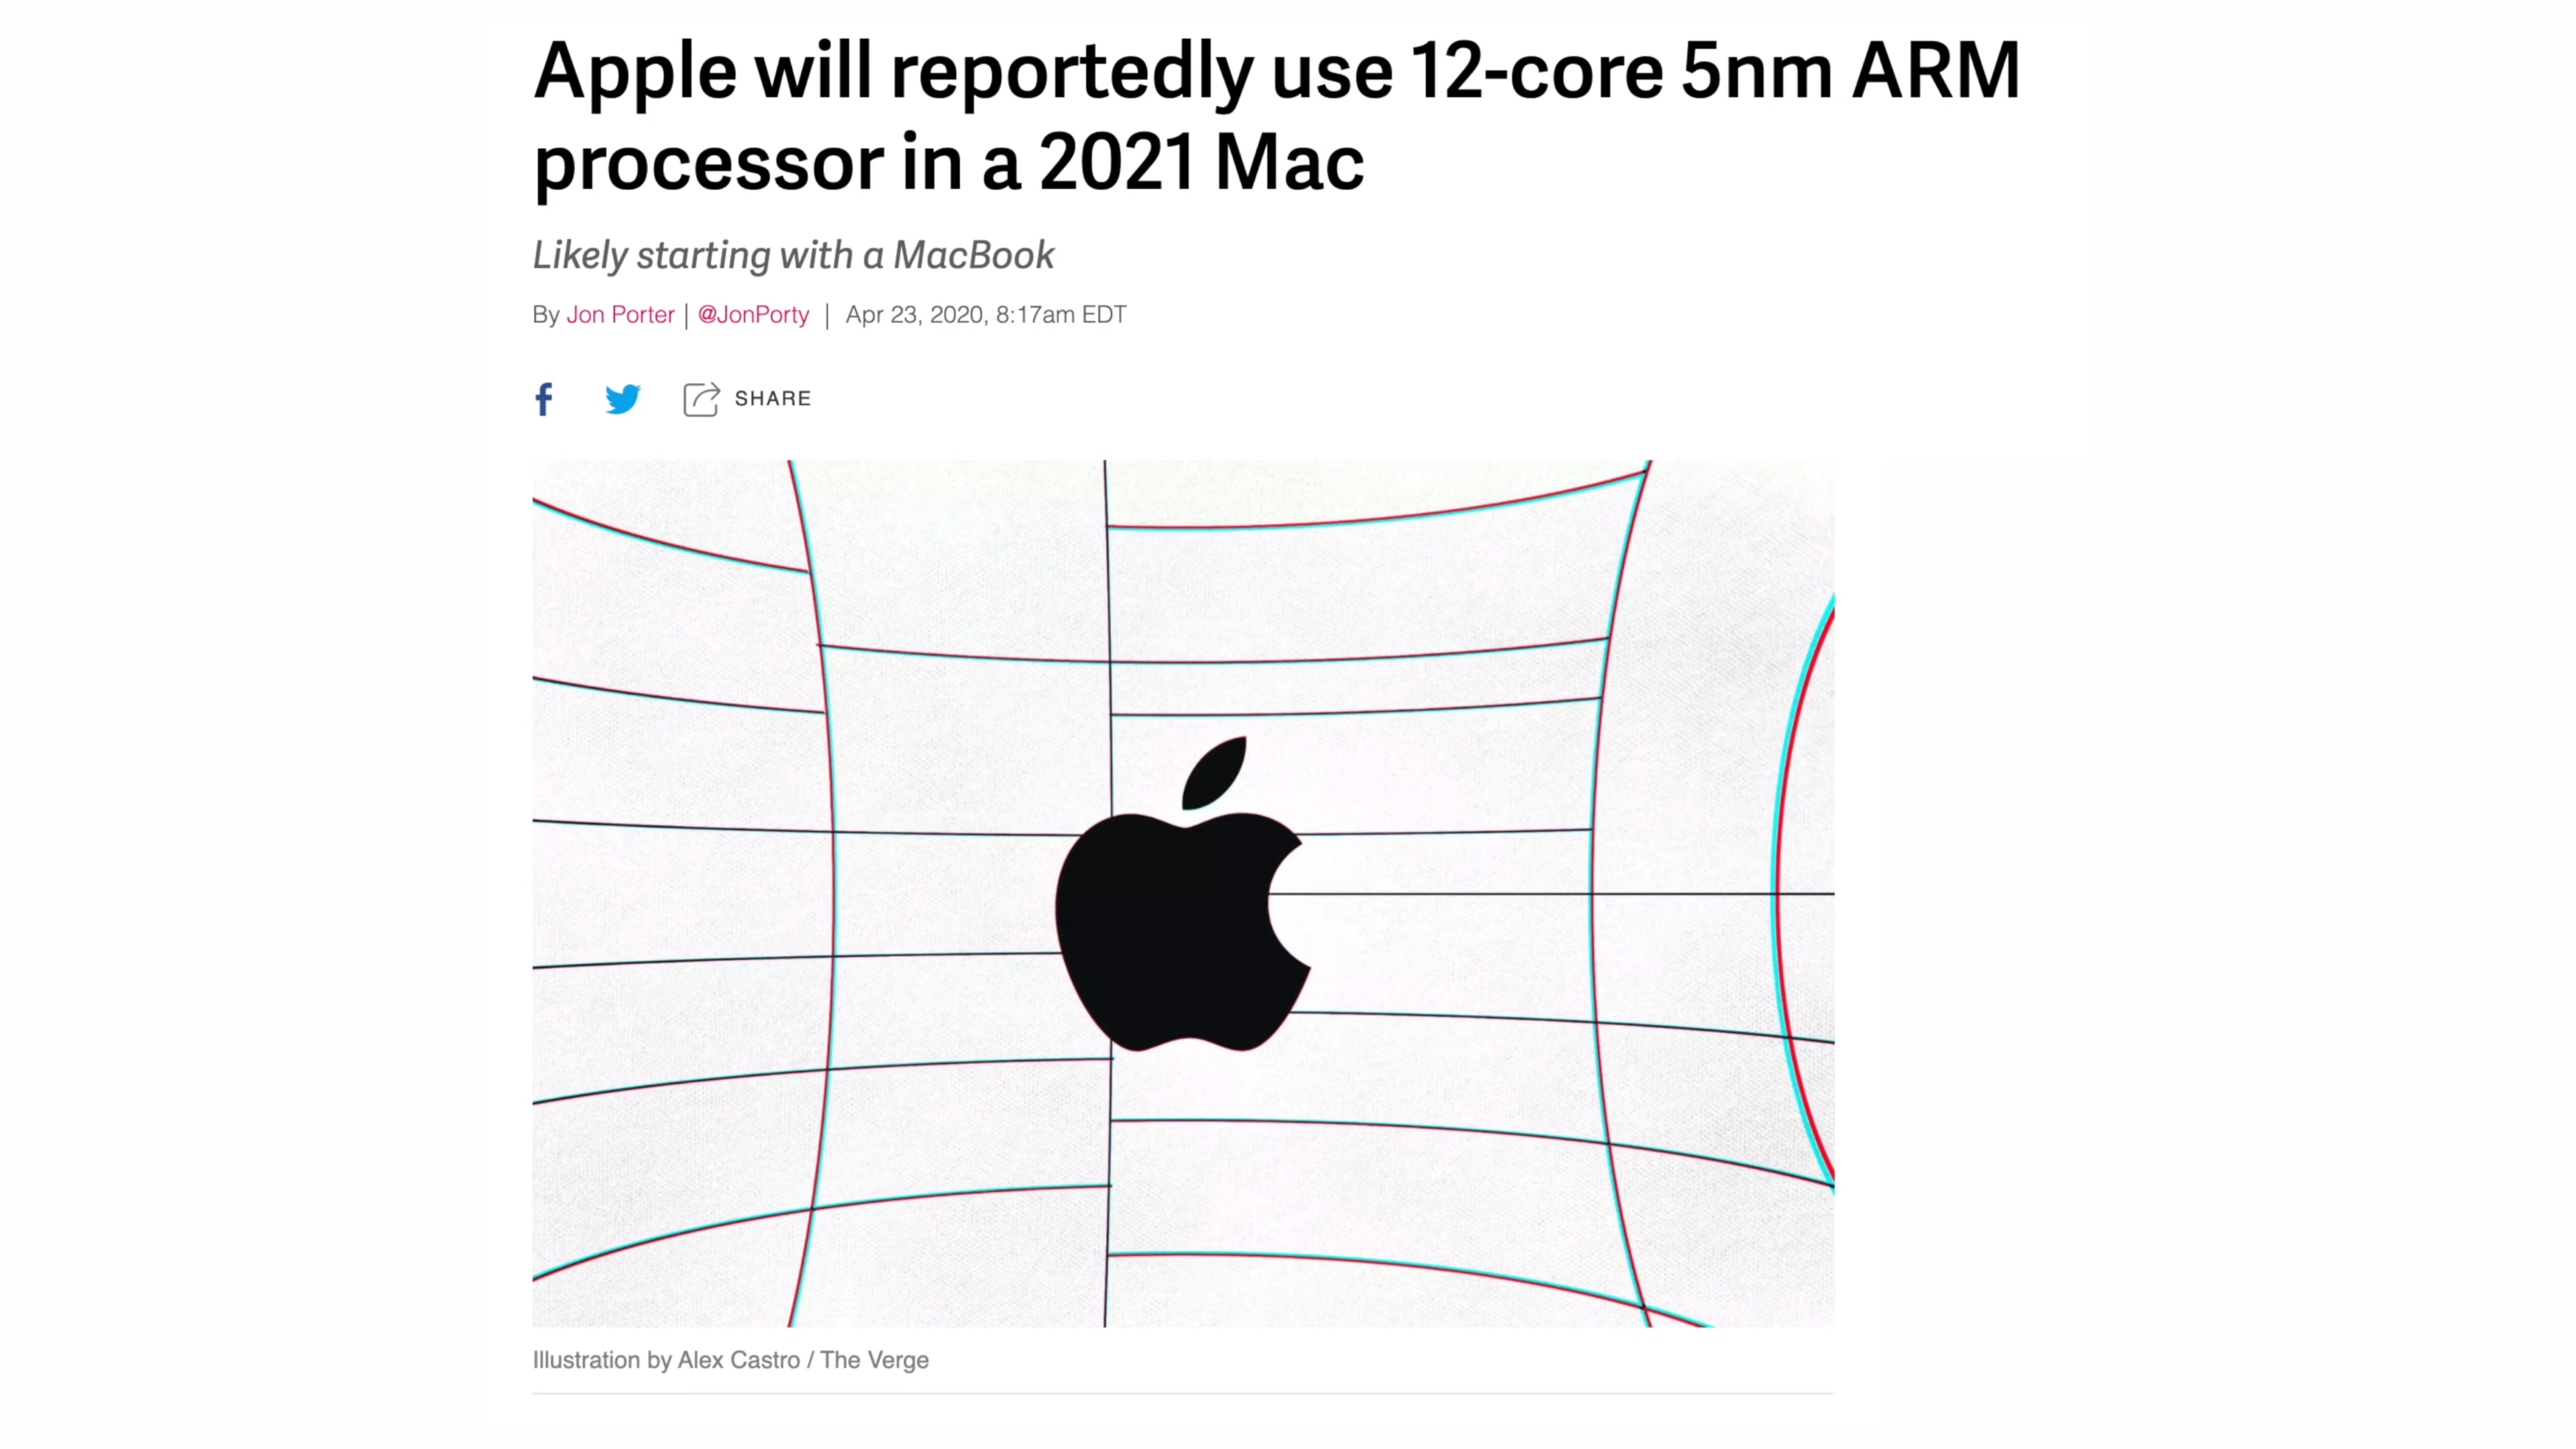 Apple will reportedly use 12-core 5nm ARM
processor in a 2021 Mac
Likely starting with a MacBook
By Jon Porter | @JonPorty | Apr 23, 2020, 8:17am EDT
SHARE
Illustration by Alex Castro / The Verge